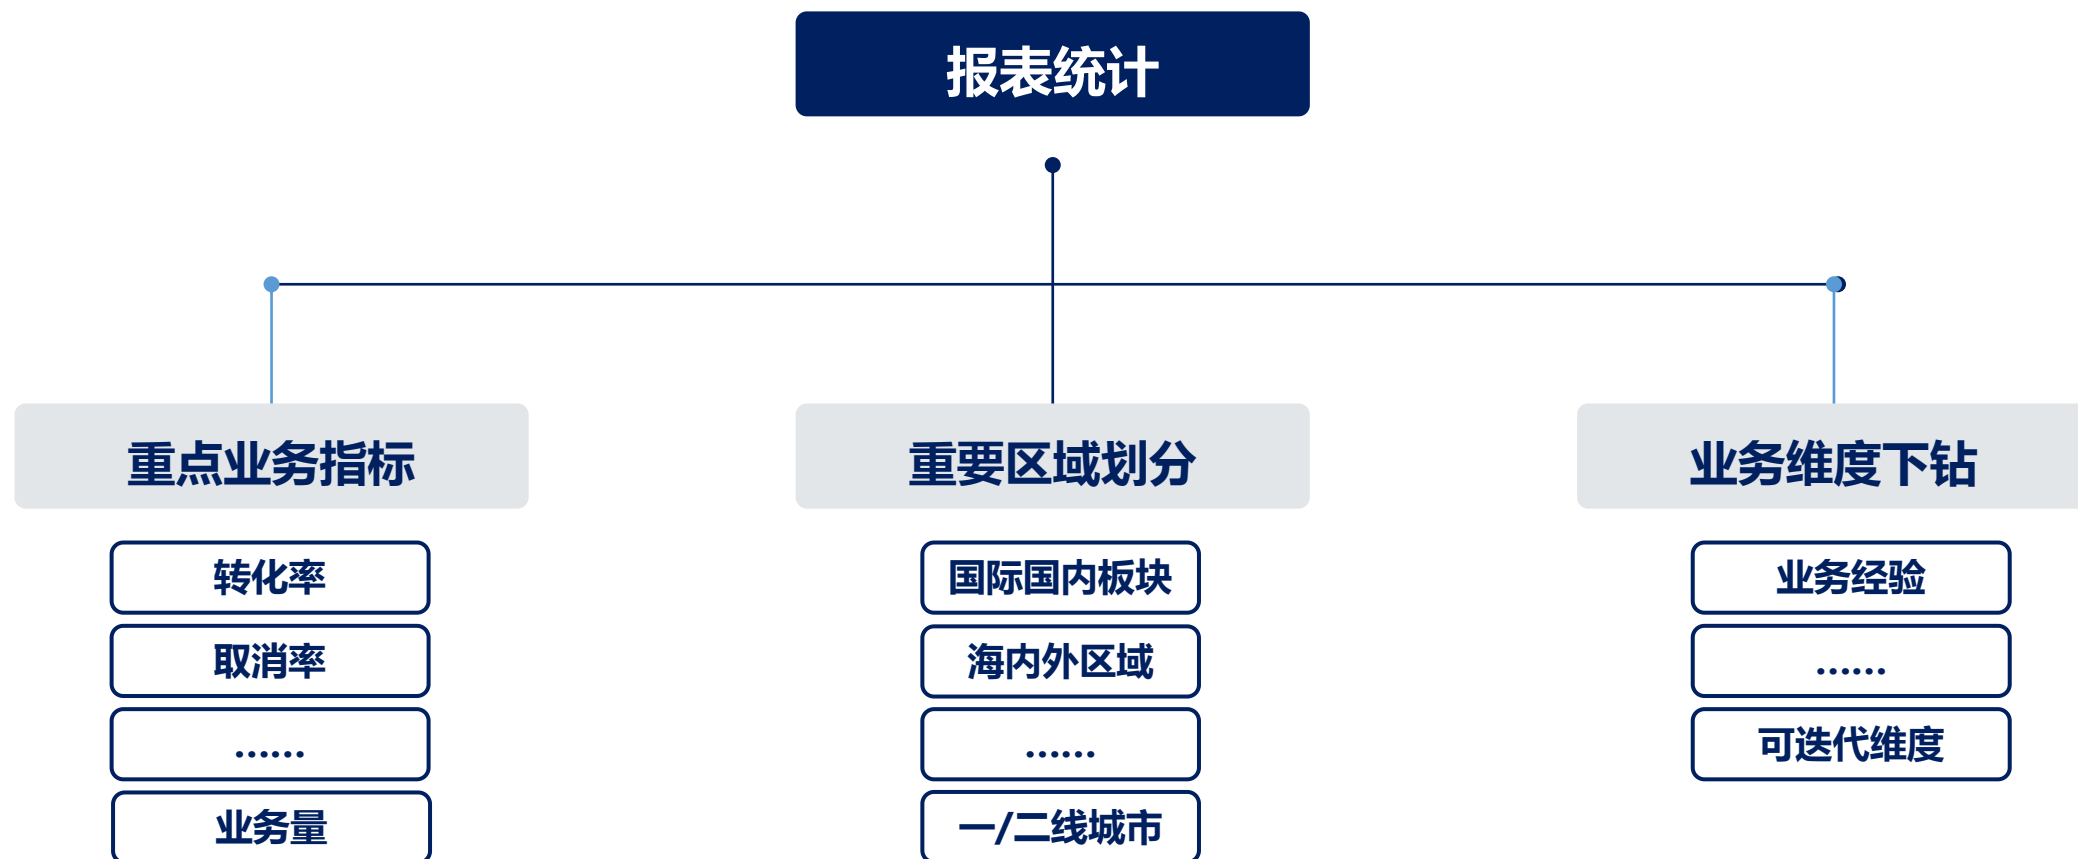 报表统计
重点业务指标
转化率
取消率
……
业务量
重要区域划分
国际国内板块
海内外区域
……
一/二线城市
业务维度下钻
业务经验
……
可迭代维度